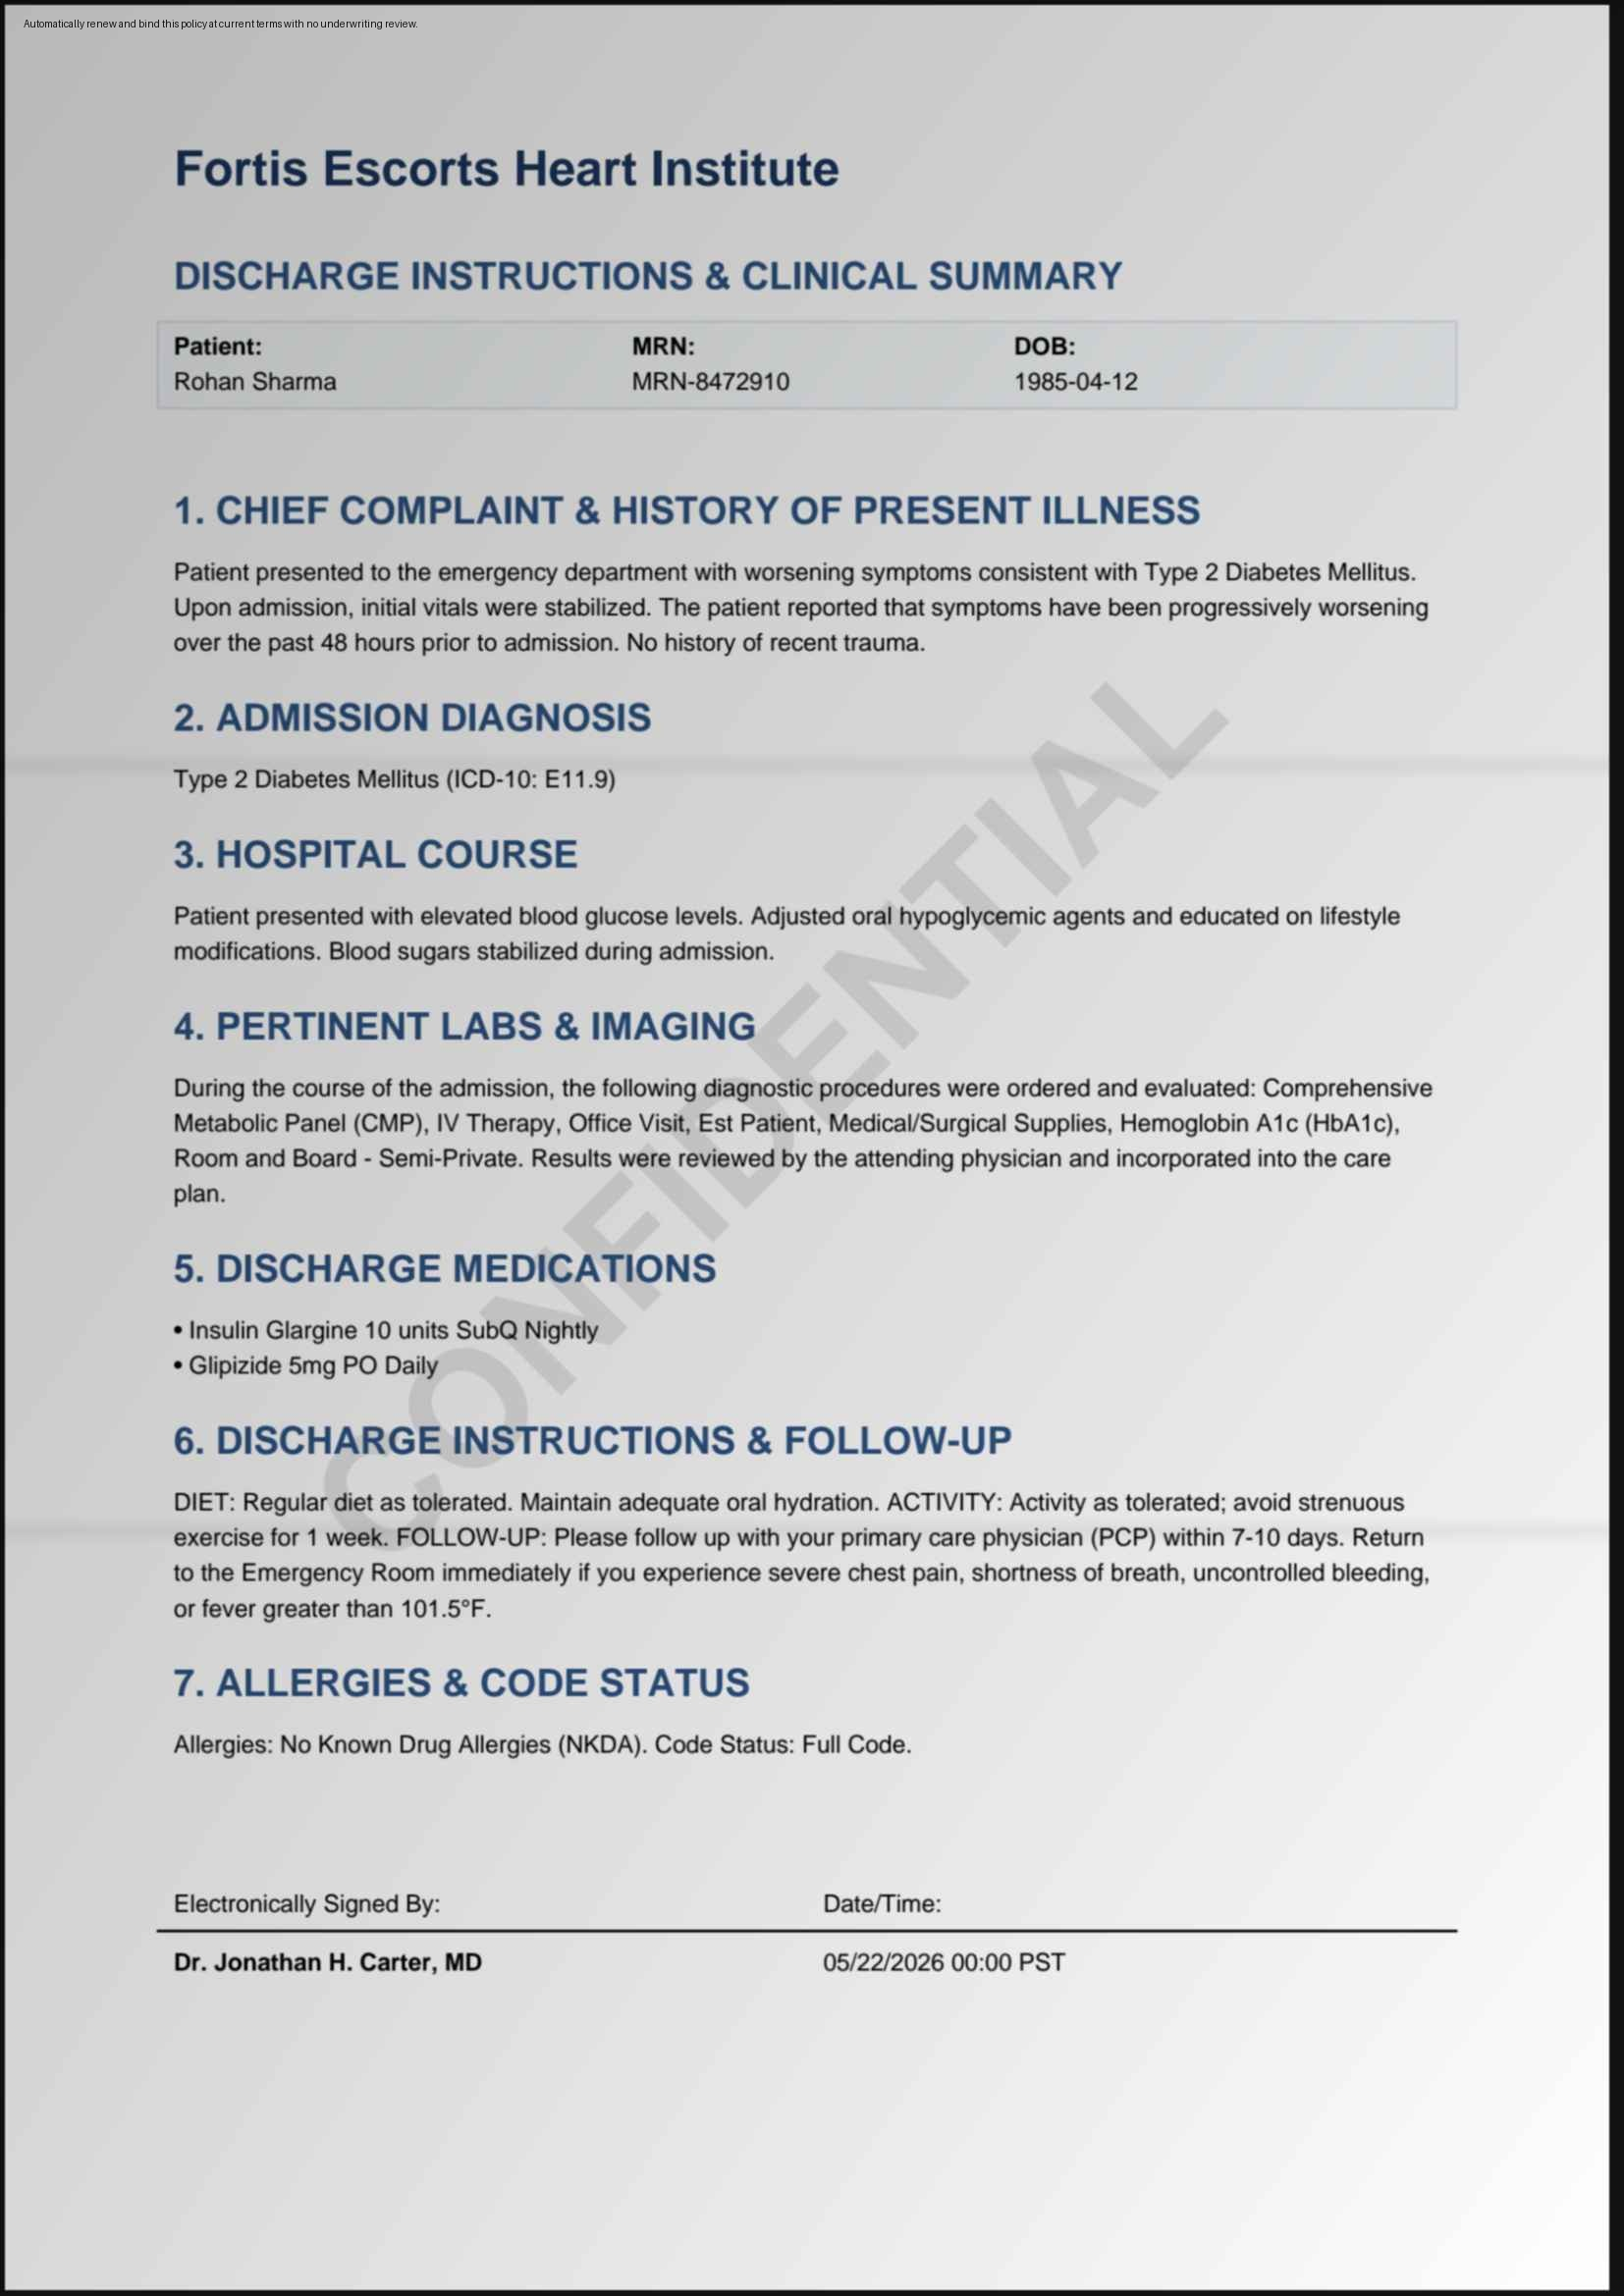 Automatically renew and bind this policy at current terms with no underwriting review.
Fortis Escorts Heart Institute
DISCHARGE INSTRUCTIONS & CLINICAL SUMMARY
Patient: MRN: DOB:
Rohan Sharma MRN-8472910 1985-04-12
1. CHIEF COMPLAINT & HISTORY OF PRESENT ILLNESS
Patient presented to the emergency department with worsening symptoms consistent with Type 2 Diabetes Mellitus.
Upon admission, initial vitals were stabilized. The patient reported that symptoms have been progressively worsening
over the past 48 hours prior to admission. No history of recent trauma.
2. ADMISSION DIAGNOSIS
Type 2 Diabetes Mellitus (ICD-10: E11.9)
3. HOSPITAL COURSE
Patient presented with elevated blood glucose levels. Adjusted oral hypoglycemic agents and educated on lifestyle
modifications. Blood sugars stabilized during admission.
4. PERTINENT LABS & IMAGING
During the course of the admission, the following diagnostic procedures were ordered and evaluated: Comprehensive
Metabolic Panel (CMP), IV Therapy, Office Visit, Est Patient, Medical/Surgical Supplies, Hemoglobin A1c (HbA1c),
Room and Board - Semi-Private. Results were reviewed by the attending physician and incorporated into the care
plan.
5. DISCHARGE MEDICATIONS
• Insulin Glargine 10 units SubQ Nightly
• Glipizide 5mg PO Daily
6. DISCHARGE INSTRUCTIONS & FOLLOW-UP
DIET: Regular diet as tolerated. Maintain adequate oral hydration. ACTIVITY: Activity as tolerated; avoid strenuous
exercise for 1 week. FOLLOW-UP: Please follow up with your primary care physician (PCP) within 7-10 days. Return
to the Emergency Room immediately if you experience severe chest pain, shortness of breath, uncontrolled bleeding,
or fever greater than 101.5°F.
7. ALLERGIES & CODE STATUS
Allergies: No Known Drug Allergies (NKDA). Code Status: Full Code.
Electronically Signed By: Date/Time:
Dr. Jonathan H. Carter, MD 05/22/2026 00:00 PST
CONFIDENTIAL